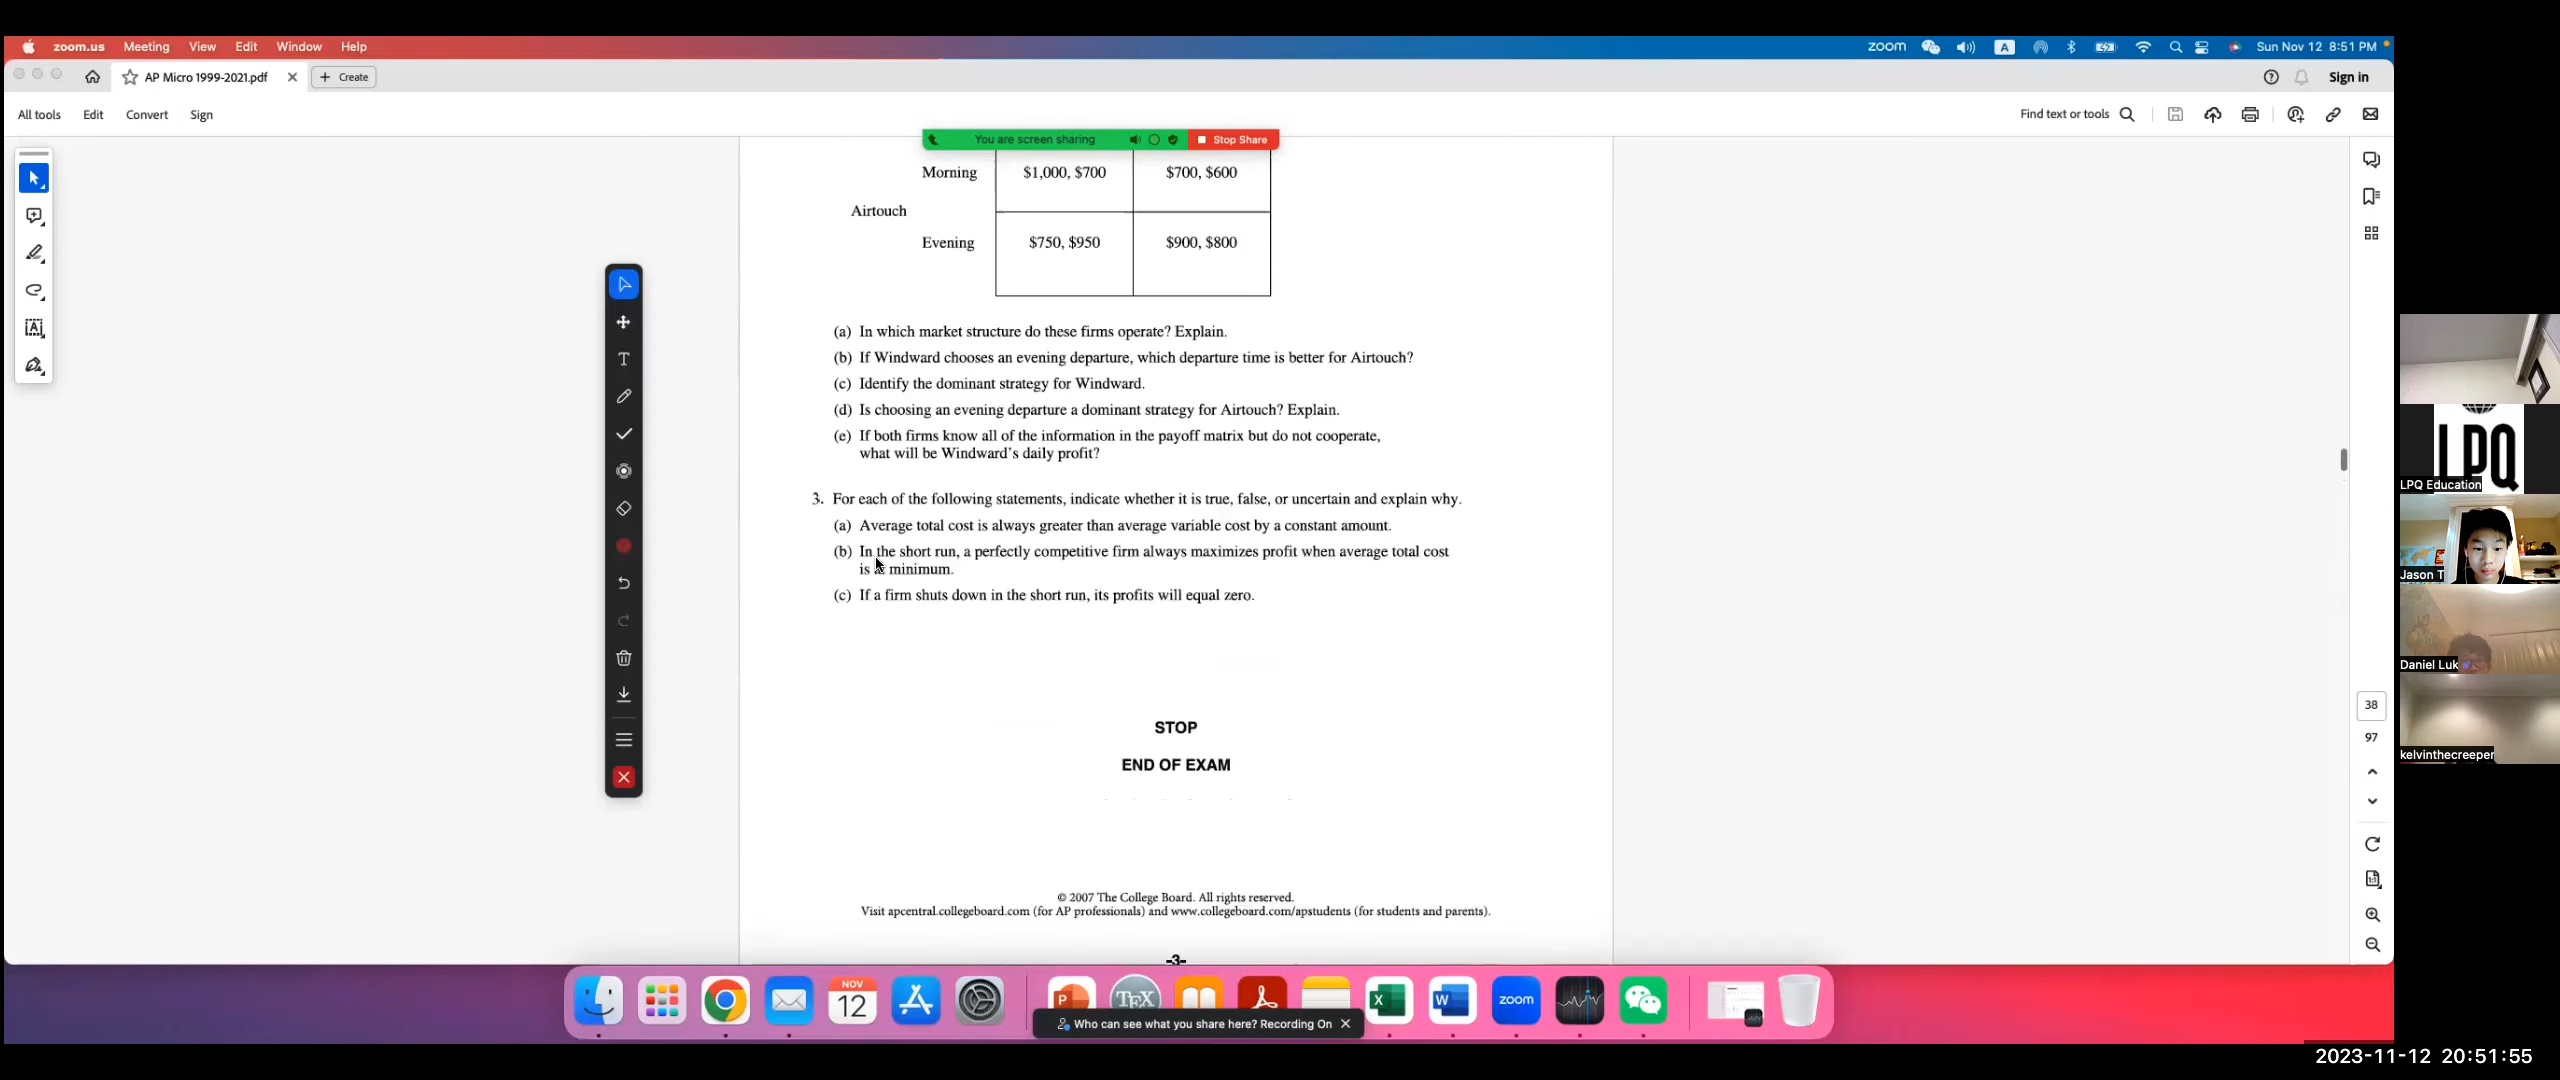 zoom.us Meeting View Edit Window Help
zoom A Sun Nov 12 8:51 PM
AP Micro 1999-2021.pdf
+ Create
Sign in
All tools Edit Convert Sign
Find text or tools
You are screen sharing
Stop Share
Morning $1,000, $700 $700, $600
Airtouch
Evening $750, $950 $900, $800
(a) In which market structure do these firms operate? Explain.
(b) If Windward chooses an evening departure, which departure time is better for Airtouch?
(c) Identify the dominant strategy for Windward.
(d) Is choosing an evening departure a dominant strategy for Airtouch? Explain.
(e) If both firms know all of the information in the payoff matrix but do not cooperate,
what will be Windward's daily profit?
3. For each of the following statements, indicate whether it is true, false, or uncertain and explain why.
(a) Average total cost is always greater than average variable cost by a constant amount.
(b) In the short run, a perfectly competitive firm always maximizes profit when average total cost
is minimum.
(c) If a firm shuts down in the short run, its profits will equal zero.
STOP
END OF EXAM
© 2007 The College Board. All rights reserved.
Visit apcentral.collegeboard.com (for AP professionals) and www.collegeboard.com/apstudents (for students and parents).
-3-
38
97
LPQ
LPQ Education
Jason T
Daniel Luk
kelvinthecreeper
NOV
12
P
TEX
X
W
zoom
Who can see what you share here? Recording On
2023-11-12 20:51:55